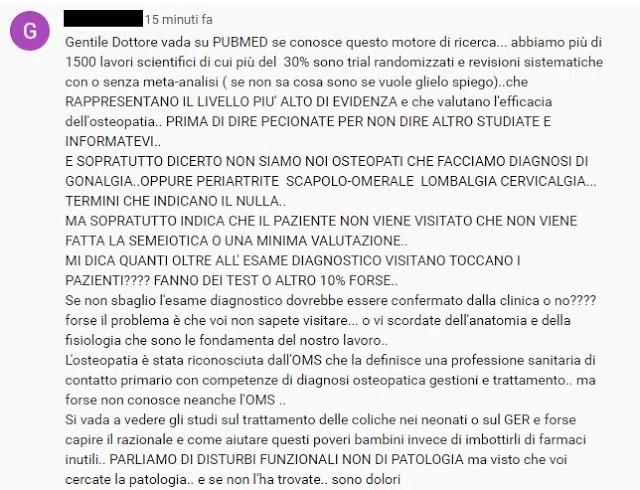 G
15 minuti fa
Gentile Dottore vada su PUBMED se conosce questo motore di ricerca... abbiamo più di
1500 lavori scientifici di cui più del 30% sono trial randomizzati e revisioni sistematiche
con o senza meta-analisi ( se non sa cosa sono se vuole glielo spiego)..che
RAPPRESENTANO IL LIVELLO PIU' ALTO DI EVIDENZA e che valutano l'efficacia
dell'osteopatia.. PRIMA DI DIRE PECIONATE PER NON DIRE ALTRO STUDIATE E
INFORMATEVI..
E SOPRATUTTO DICERTO NON SIAMO NOI OSTEOPATI CHE FACCIAMO DIAGNOSI DI
GONALGIA..OPPURE PERIARTRITE SCAPOLO-OMERALE LOMBALGIA CERVICALGIA...
TERMINI CHE INDICANO IL NULLA..
MA SOPRATUTTO INDICA CHE IL PAZIENTE NON VIENE VISITATO CHE NON VIENE
FATTA LA SEMEIOTICA O UNA MINIMA VALUTAZIONE..
MI DICA QUANTI OLTRE ALL' ESAME DIAGNOSTICO VISITANO TOCCANO I
PAZIENTI???? FANNO DEI TEST O ALTRO 10% FORSE..
Se non sbaglio l'esame diagnostico dovrebbe essere confermato dalla clinica o no????
forse il problema è che voi non sapete visitare... o vi scordate dell'anatomia e della
fisiologia che sono le fondamenta del nostro lavoro..
L'osteopatia è stata riconosciuta dall'OMS che la definisce una professione sanitaria di
contatto primario con competenze di diagnosi osteopatica gestioni e trattamento.. ma
forse non conosce neanche l'OMS ..
Si vada a vedere gli studi sul trattamento delle coliche nei neonati o sul GER e forse
capire il razionale e come aiutare questi poveri bambini invece di imbottirli di farmaci
inutili.. PARLIAMO DI DISTURBI FUNZIONALI NON DI PATOLOGIA ma visto che voi
cercate la patologia.. e se non l'ha trovate.. sono dolori